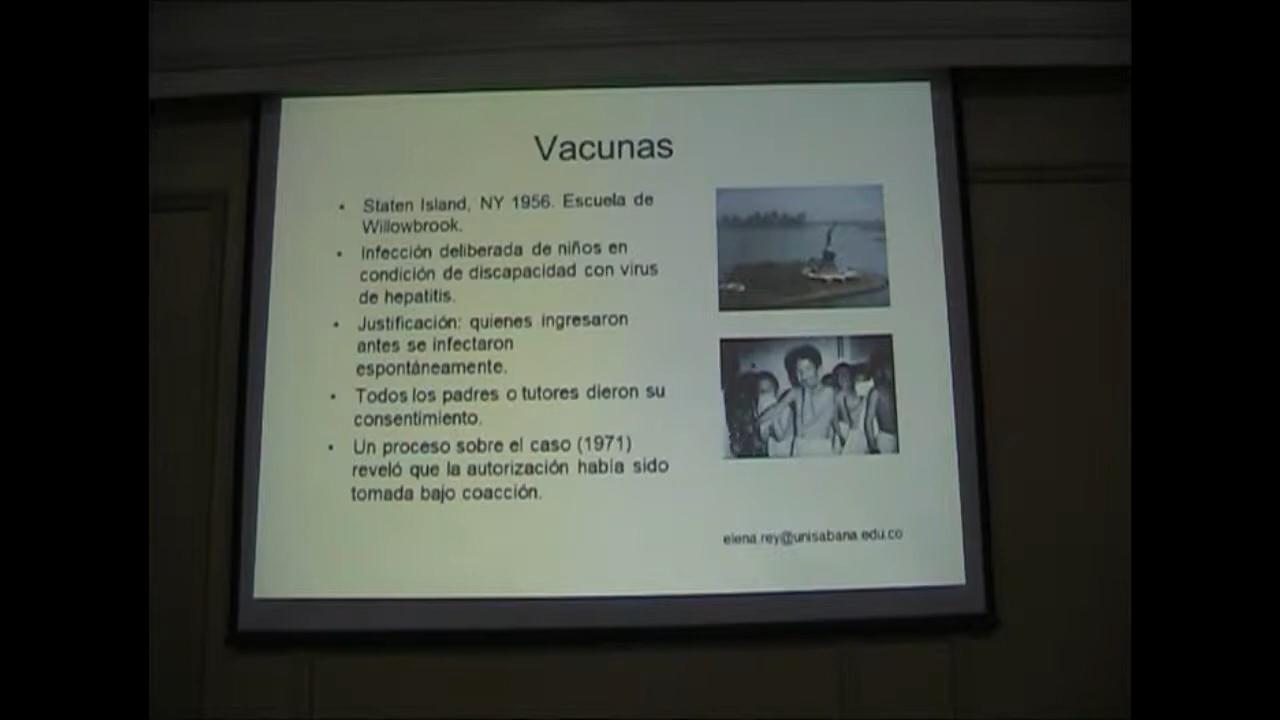 Vacunas
• Staten Island, NY 1956. Escuela de
Willowbrook.
• Infección deliberada de niños en
condición de discapacidad con virus
de hepatitis.
• Justificación: quienes ingresaron
antes se infectaron
espontáneamente.
• Todos los padres o tutores dieron su
consentimiento.
• Un proceso sobre el caso (1971)
reveló que la autorización había sido
tomada bajo coacción.
elena.rey@unisabana.edu.co